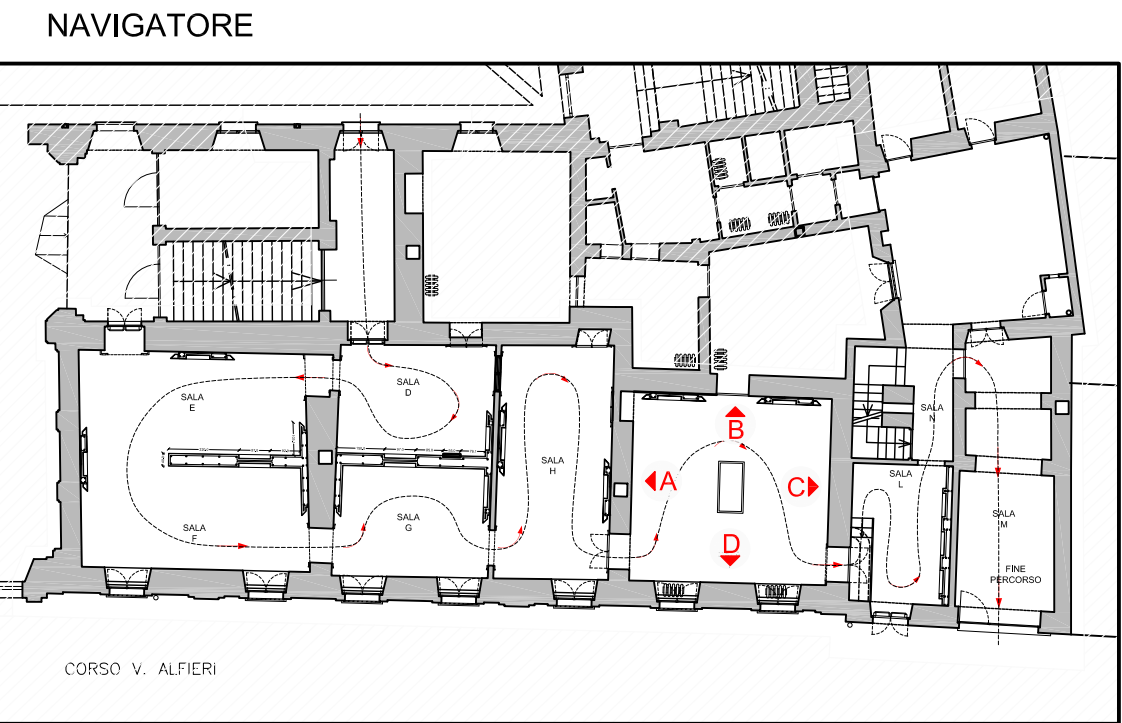 NAVIGATORE
SALA
D
SALA
E
SALA
N
B
SALA
H
SALA
L
A
C
SALA
M
SALA
F
SALA
G
D
FINE
PERCORSO
CORSO V. ALFIERI